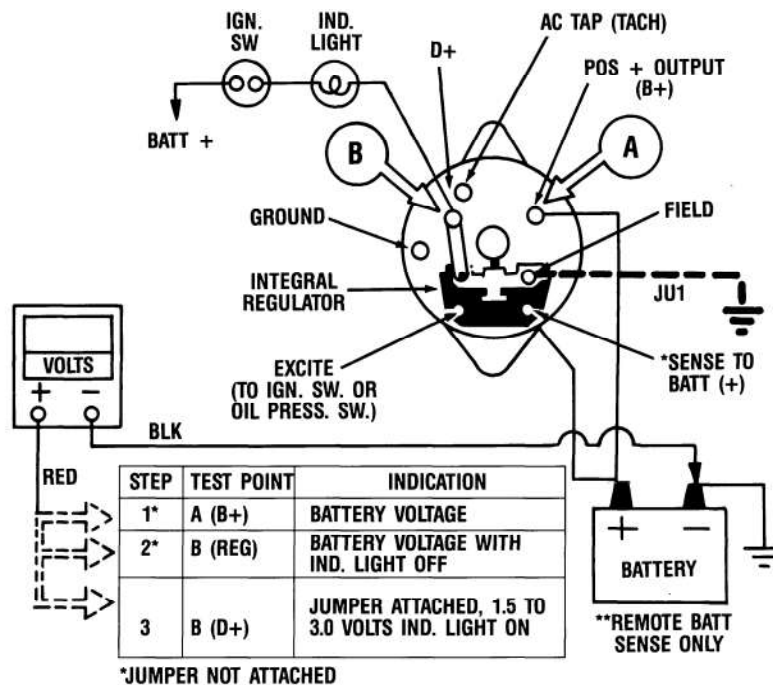 IGN.
SW
IND.
LIGHT
AC TAP (TACH)
D+
POS + OUTPUT
(B+)
BATT +
B
A
GROUND
FIELD
INTEGRAL
REGULATOR
JU1
EXCITE
(TO IGN. SW. OR
OIL PRESS. SW.)
*SENSE TO
BATT (+)
VOLTS
+ −
BLK
RED
STEP TEST POINT INDICATION
1* A (B+) BATTERY VOLTAGE
2* B (REG) BATTERY VOLTAGE WITH
IND. LIGHT OFF
3 B (D+) JUMPER ATTACHED, 1.5 TO
3.0 VOLTS IND. LIGHT ON
*JUMPER NOT ATTACHED
+ −
BATTERY
**REMOTE BATT
SENSE ONLY